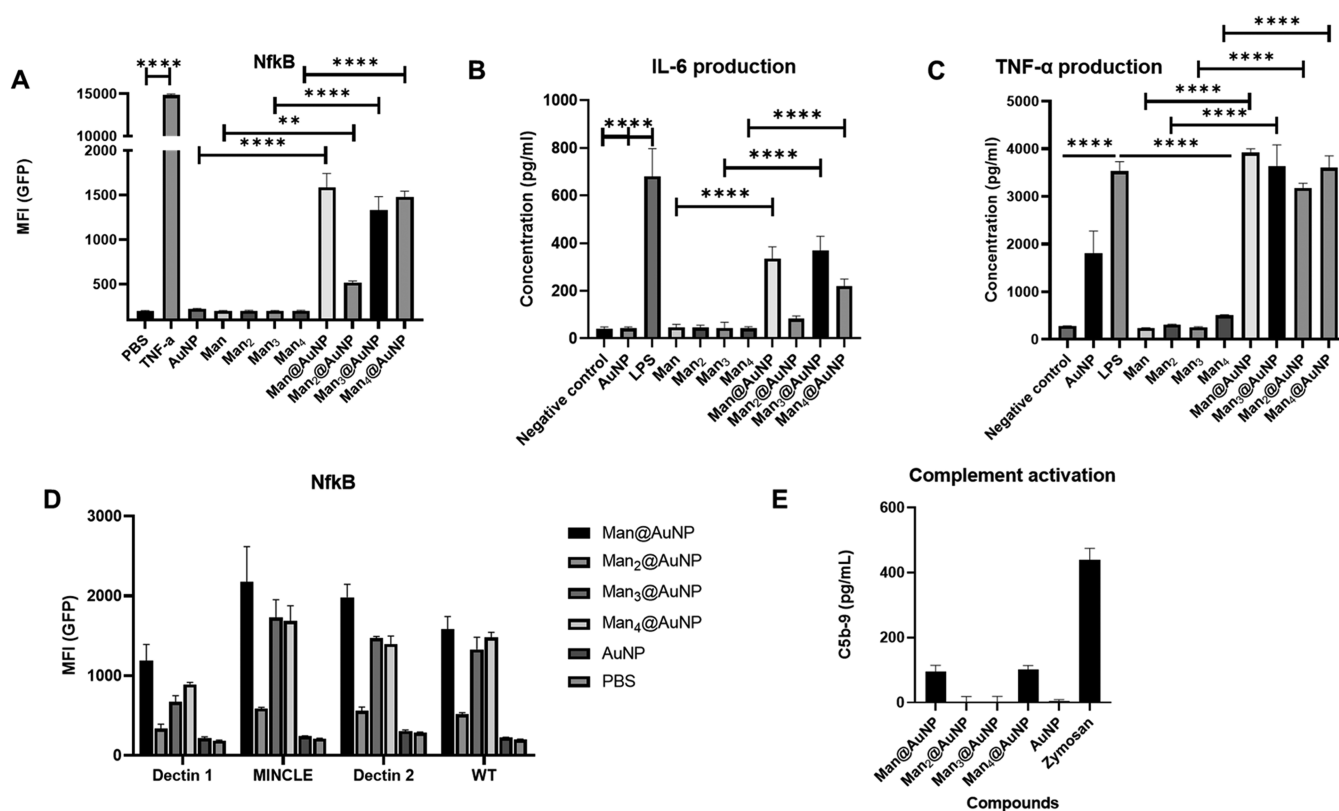 A
NfkB
****
****
****
**
****
MFI (GFP)
15000
10000
2000
1500
1000
500
PBS
TNF-a
AuNP
Man
Man₂
Man₃
Man₄
Man@AuNP
Man₂@AuNP
Man₃@AuNP
Man₄@AuNP
B
IL-6 production
****
****
****
****
Concentration (pg/ml)
1000
800
600
400
200
0
Negative control
AuNP
LPS
Man
Man₂
Man₃
Man₄
Man@AuNP
Man₂@AuNP
Man₃@AuNP
Man₄@AuNP
C
TNF-α production
****
****
****
****
****
****
Concentration (pg/ml)
5000
4000
3000
2000
1000
0
Negative control
AuNP
LPS
Man
Man₂
Man₃
Man₄
Man@AuNP
Man₃@AuNP
Man₂@AuNP
Man₄@AuNP
D
NfkB
MFI (GFP)
3000
2000
1000
0
Dectin 1
MINCLE
Dectin 2
WT
Man@AuNP
Man₂@AuNP
Man₃@AuNP
Man₄@AuNP
AuNP
PBS
E
Complement activation
C5b-9 (pg/mL)
600
400
200
0
Man@AuNP
Man₂@AuNP
Man₃@AuNP
Man₄@AuNP
AuNP
Zymosan
Compounds